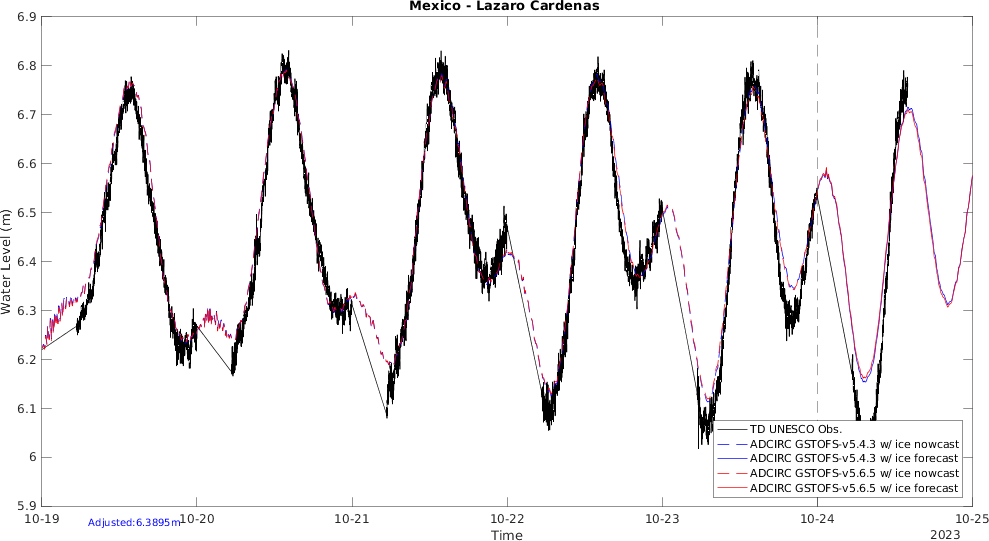 Mexico - Lazaro Cardenas
6.9
6.8
6.7
6.6
6.5
6.4
6.3
6.2
6.1
6
5.9
Water Level (m)
TD UNESCO Obs.
ADCIRC GSTOFS-v5.4.3 w/ ice nowcast
ADCIRC GSTOFS-v5.4.3 w/ ice forecast
ADCIRC GSTOFS-v5.6.5 w/ ice nowcast
ADCIRC GSTOFS-v5.6.5 w/ ice forecast
10-19 10-20 10-21 10-22 10-23 10-24 10-25
Adjusted:6.3895m
Time
2023